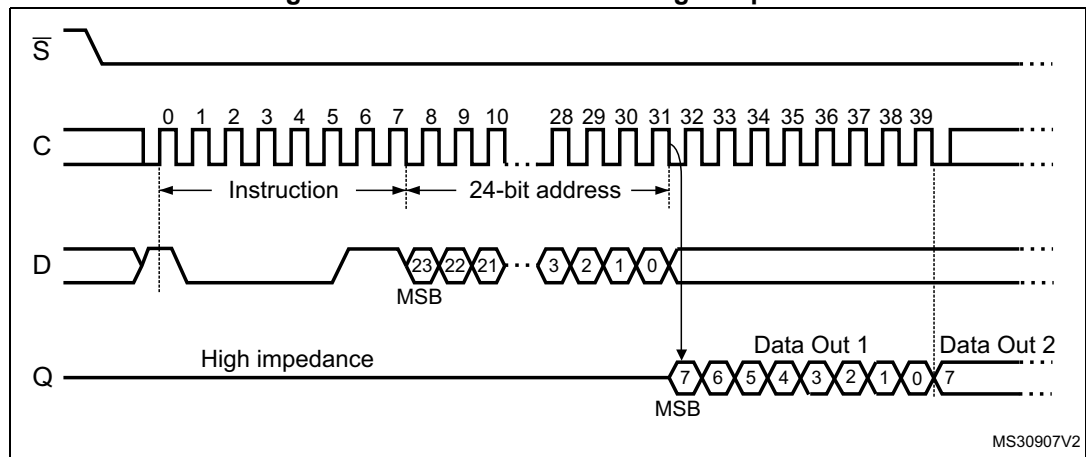 S
0 1 2 3 4 5 6 7 8 9 10 28 29 30 31 32 33 34 35 36 37 38 39
C
Instruction 24-bit address
D 23 22 21 3 2 1 0
MSB
High impedance Data Out 1 Data Out 2
Q 7 6 5 4 3 2 1 0 7
MSB
MS30907V2